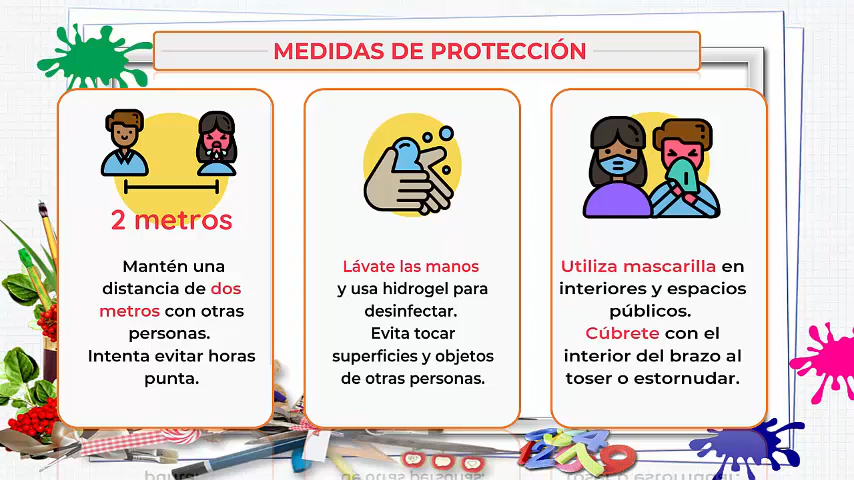 MEDIDAS DE PROTECCIÓN
2 metros
Mantén una
distancia de dos
metros con otras
personas.
Intenta evitar horas
punta.
Lávate las manos
y usa hidrogel para
desinfectar.
Evita tocar
superficies y objetos
de otras personas.
Utiliza mascarilla en
interiores y espacios
públicos.
Cúbrete con el
interior del brazo al
toser o estornudar.